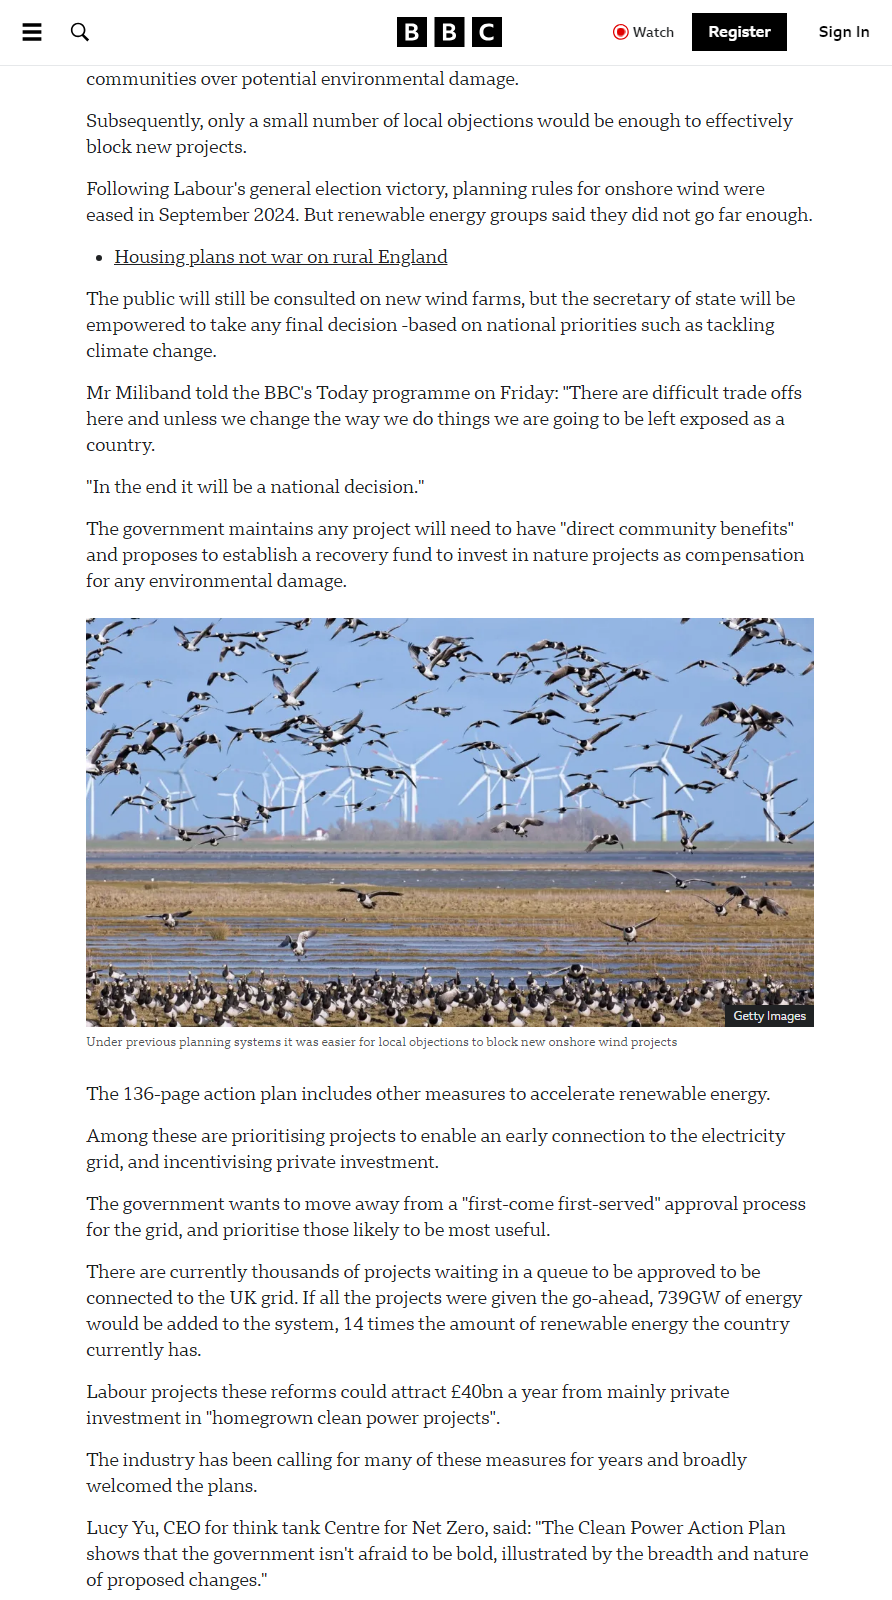 BBC
Watch
Register
Sign In
communities over potential environmental damage.
Subsequently, only a small number of local objections would be enough to effectively
block new projects.
Following Labour's general election victory, planning rules for onshore wind were
eased in September 2024. But renewable energy groups said they did not go far enough.
• Housing plans not war on rural England
The public will still be consulted on new wind farms, but the secretary of state will be
empowered to take any final decision -based on national priorities such as tackling
climate change.
Mr Miliband told the BBC's Today programme on Friday: "There are difficult trade offs
here and unless we change the way we do things we are going to be left exposed as a
country.
"In the end it will be a national decision."
The government maintains any project will need to have "direct community benefits"
and proposes to establish a recovery fund to invest in nature projects as compensation
for any environmental damage.
Getty Images
Under previous planning systems it was easier for local objections to block new onshore wind projects
The 136-page action plan includes other measures to accelerate renewable energy.
Among these are prioritising projects to enable an early connection to the electricity
grid, and incentivising private investment.
The government wants to move away from a "first-come first-served" approval process
for the grid, and prioritise those likely to be most useful.
There are currently thousands of projects waiting in a queue to be approved to be
connected to the UK grid. If all the projects were given the go-ahead, 739GW of energy
would be added to the system, 14 times the amount of renewable energy the country
currently has.
Labour projects these reforms could attract £40bn a year from mainly private
investment in "homegrown clean power projects".
The industry has been calling for many of these measures for years and broadly
welcomed the plans.
Lucy Yu, CEO for think tank Centre for Net Zero, said: "The Clean Power Action Plan
shows that the government isn't afraid to be bold, illustrated by the breadth and nature
of proposed changes."